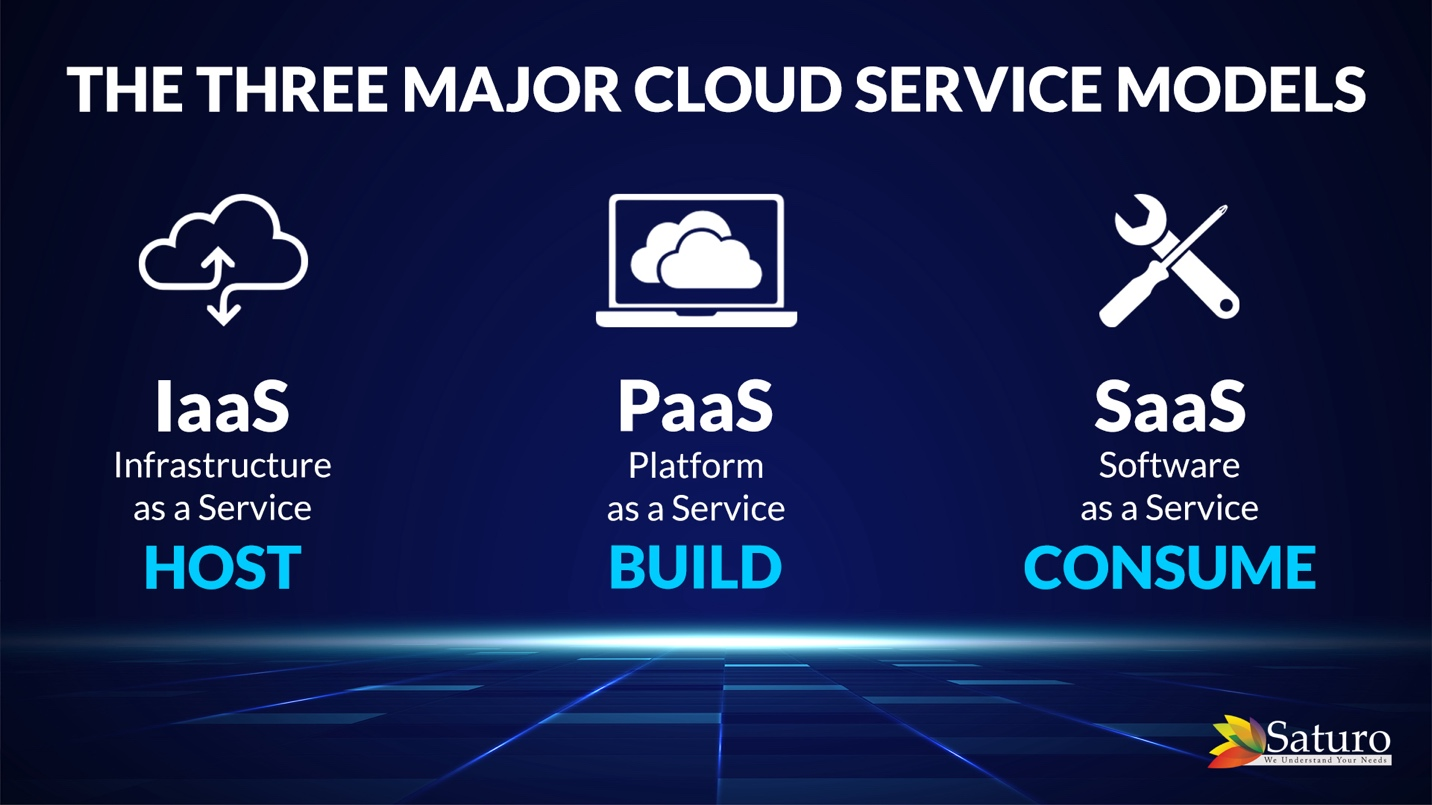 THE THREE MAJOR CLOUD SERVICE MODELS
IaaS
Infrastructure
as a Service
HOST
PaaS
Platform
as a Service
BUILD
SaaS
Software
as a Service
CONSUME
Saturo
We Understand Your Needs